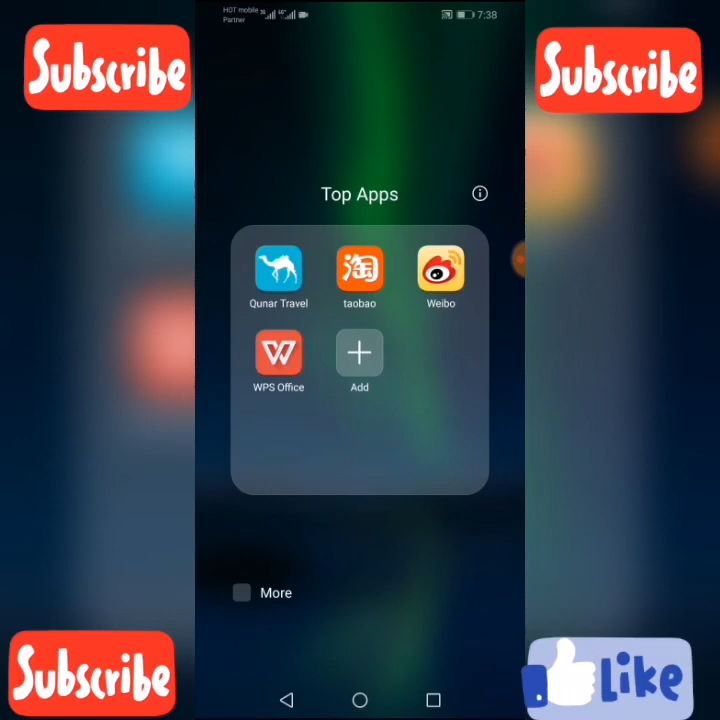 Subscribe
Subscribe
HOT mobile
Partner
7:38
Top Apps
淘
Qunar Travel
taobao
Weibo
WPS Office
Add
More
Subscribe
Like